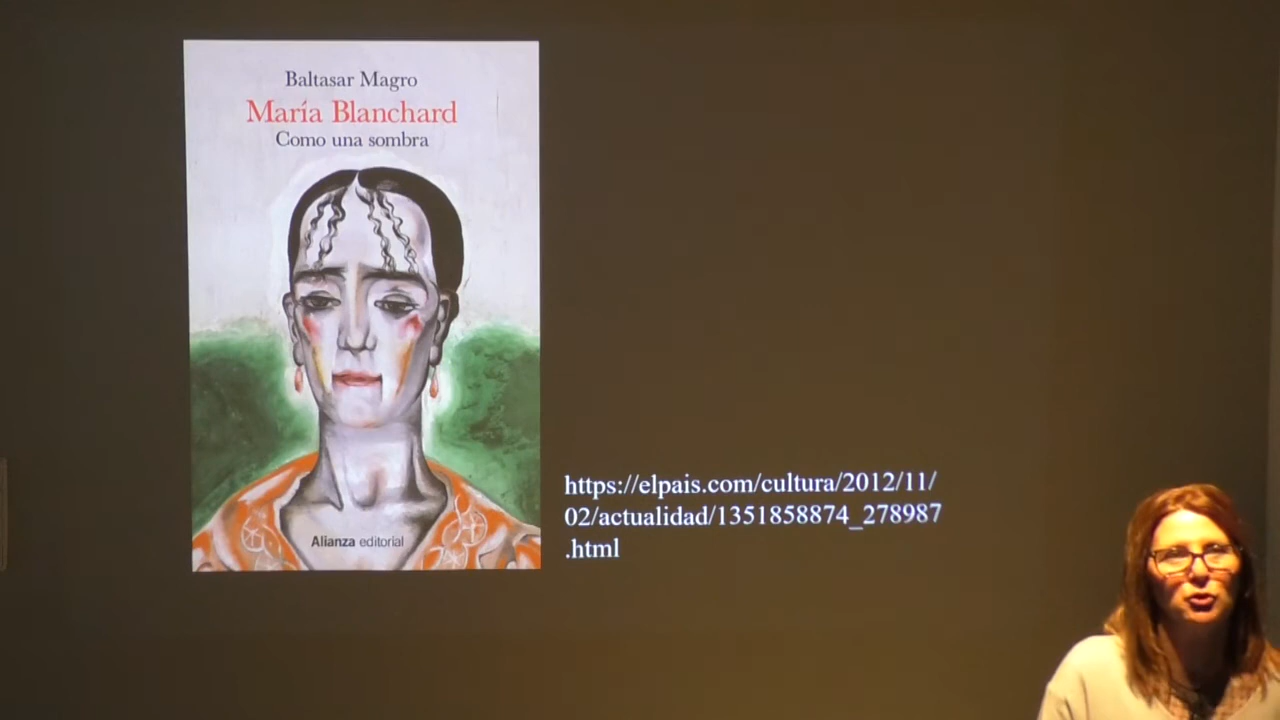 Baltasar Magro
María Blanchard
Como una sombra
Alianza editorial
https://elpais.com/cultura/2012/11/
02/actualidad/1351858874_278987
.html